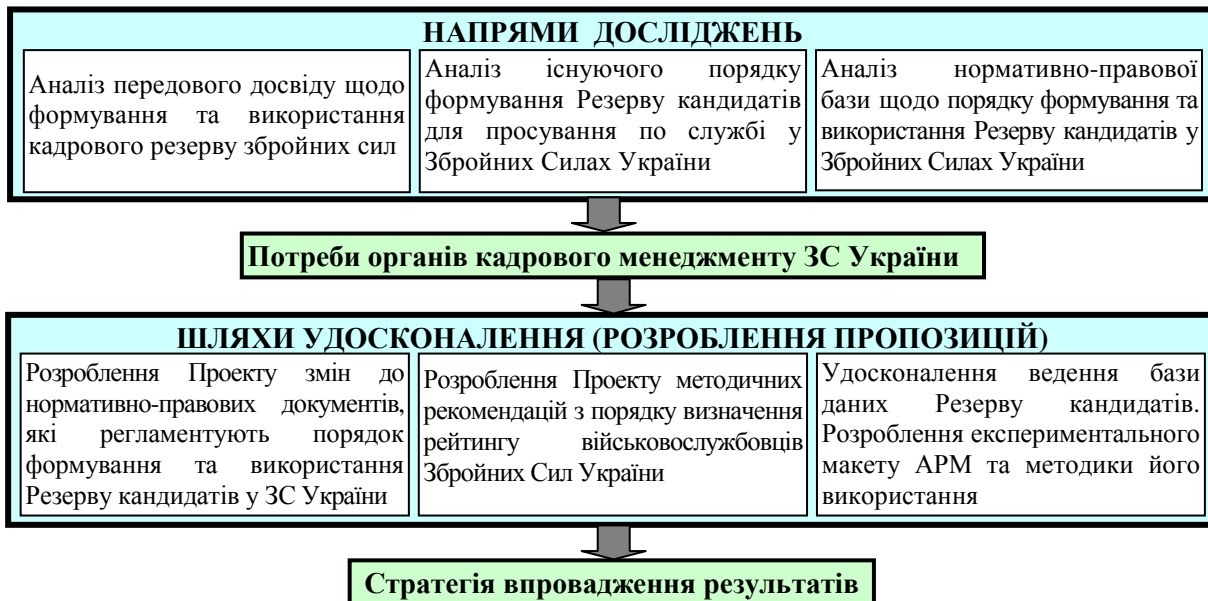 НАПРЯМИ ДОСЛІДЖЕНЬ
Аналіз передового досвіду щодо
формування та використання
кадрового резерву збройних сил
Аналіз існуючого порядку
формування Резерву кандидатів
для просування по службі у
Збройних Силах України
Аналіз нормативно-правової
бази щодо порядку формування та
використання Резерву кандидатів у
Збройних Силах України
Потреби органів кадрового менеджменту ЗС України
ШЛЯХИ УДОСКОНАЛЕННЯ (РОЗРОБЛЕННЯ ПРОПОЗИЦІЙ)
Розроблення Проекту змін до
нормативно-правових документів,
які регламентують порядок
формування та використання
Резерву кандидатів у ЗС України
Розроблення Проекту методичних
рекомендацій з порядку визначення
рейтингу військовослужбовців
Збройних Сил України
Удосконалення ведення бази
даних Резерву кандидатів.
Розроблення експериментального
макету АРМ та методики його
використання
Стратегія впровадження результатів